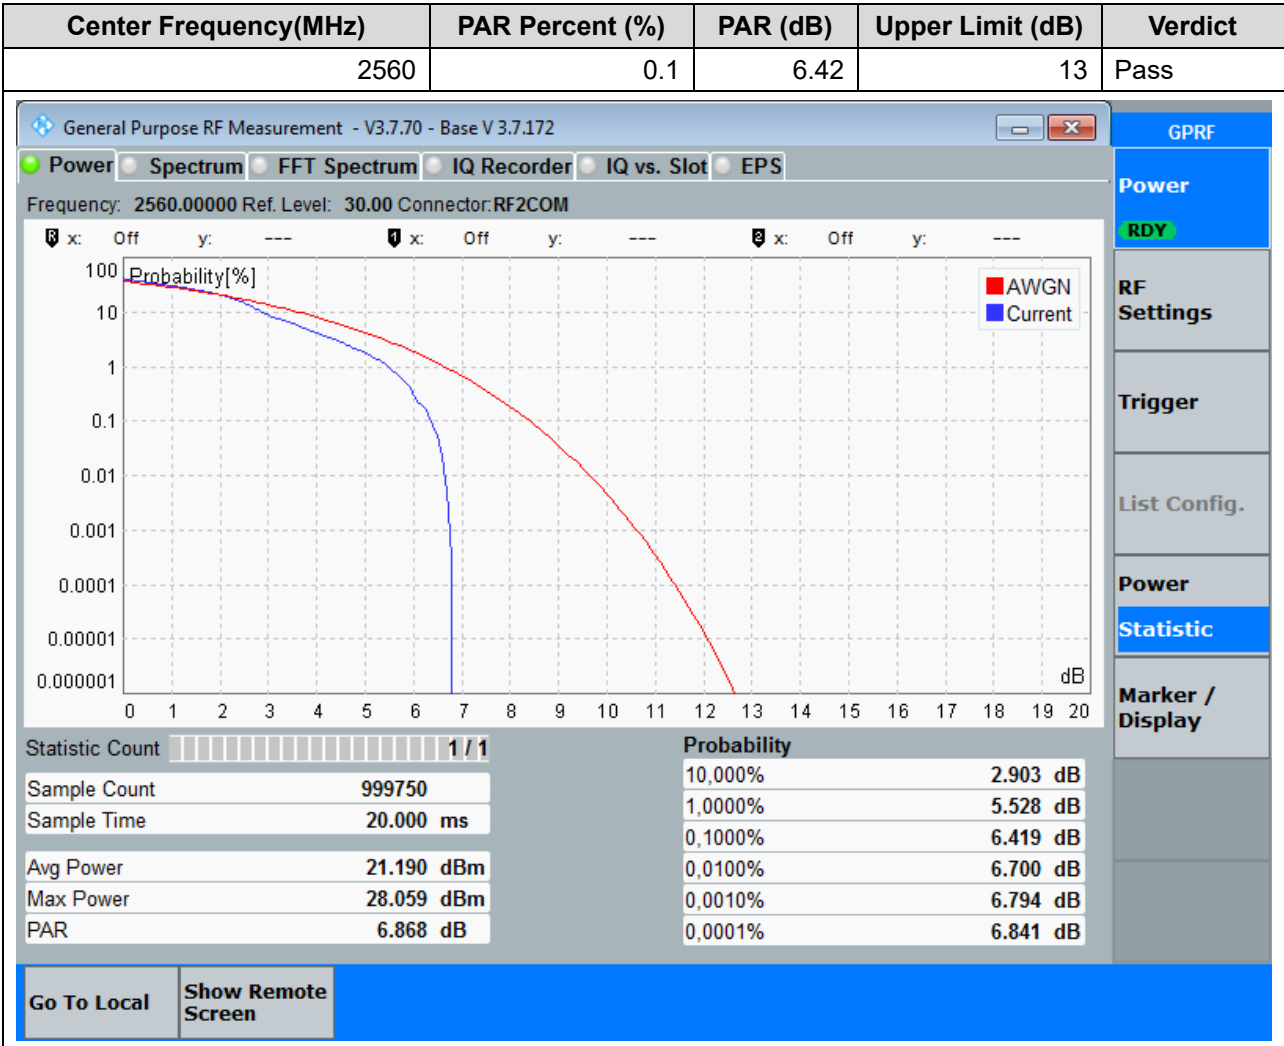 Center Frequency(MHz) PAR Percent (%) PAR (dB) Upper Limit (dB) Verdict
2560 0.1 6.42 13 Pass
General Purpose RF Measurement - V3.7.70 - Base V 3.7.172
GPRF
Power Spectrum FFT Spectrum IQ Recorder IQ vs. Slot EPS
Frequency: 2560.00000 Ref. Level: 30.00 Connector:RF2COM
R x: Off y: --- 1 x: Off y: --- 2 x: Off y: ---
Probability[%]
100
10
1
0.1
0.01
0.001
0.0001
0.00001
0.000001
AWGN
Current
dB
0 1 2 3 4 5 6 7 8 9 10 11 12 13 14 15 16 17 18 19 20
Statistic Count 1 / 1
Sample Count 999750
Sample Time 20.000 ms
Avg Power 21.190 dBm
Max Power 28.059 dBm
PAR 6.868 dB
Probability
10,000% 2.903 dB
1,0000% 5.528 dB
0,1000% 6.419 dB
0,0100% 6.700 dB
0,0010% 6.794 dB
0,0001% 6.841 dB
Power
RDY
RF
Settings
Trigger
List Config.
Power
Statistic
Marker /
Display
Go To Local
Show Remote
Screen